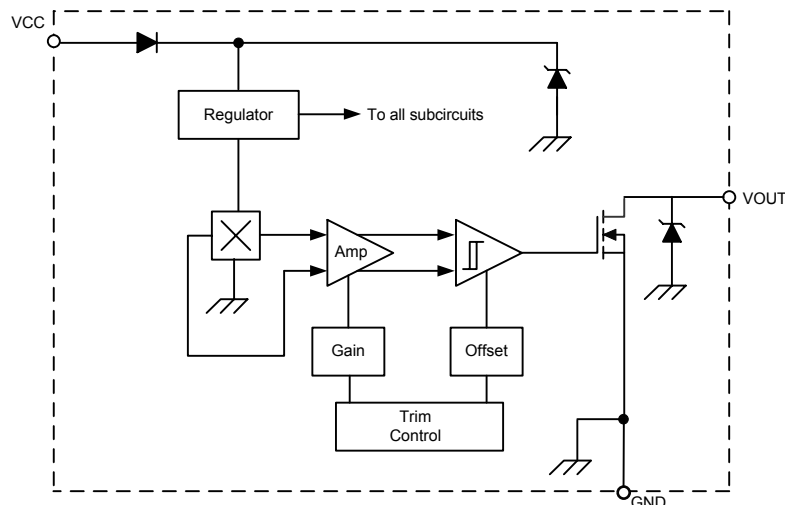 VCC
Regulator
To all subcircuits
VOUT
Amp
Gain
Offset
Trim
Control
GND